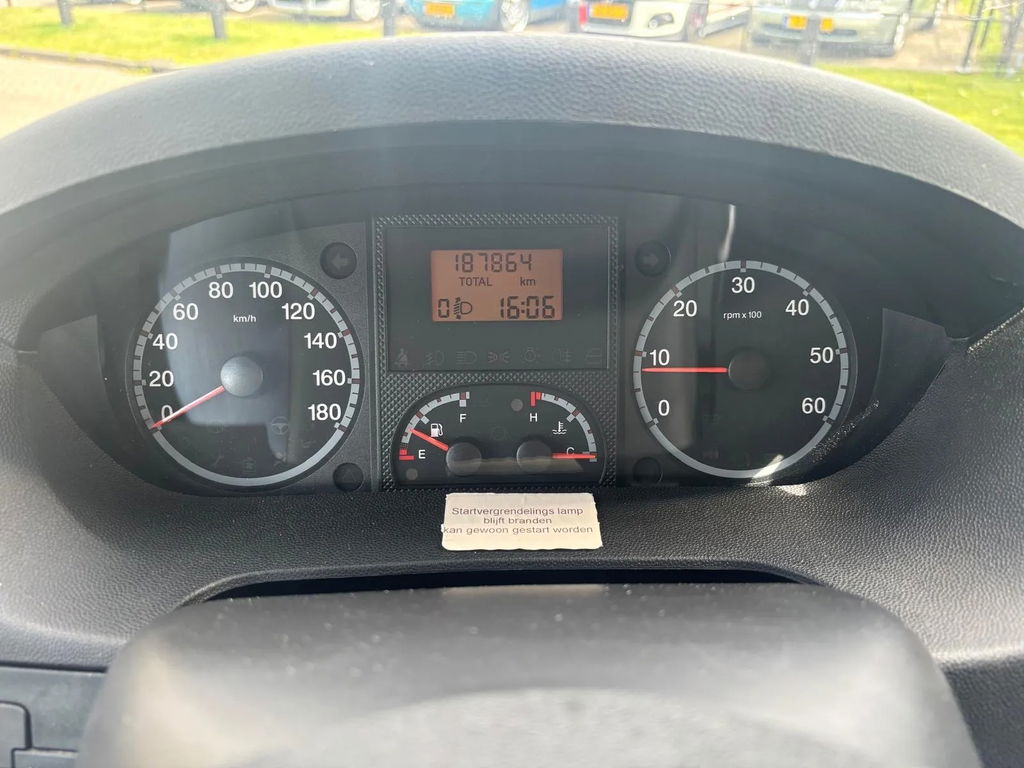 187864
TOTAL km
0 16:06
0 20 40 60 80 100 120 140 160 180
km/h
0 10 20 30 40 50 60
rpm x 100
E F
H C
Startvergrendelings lamp
blijft branden
kan gewoon gestart worden